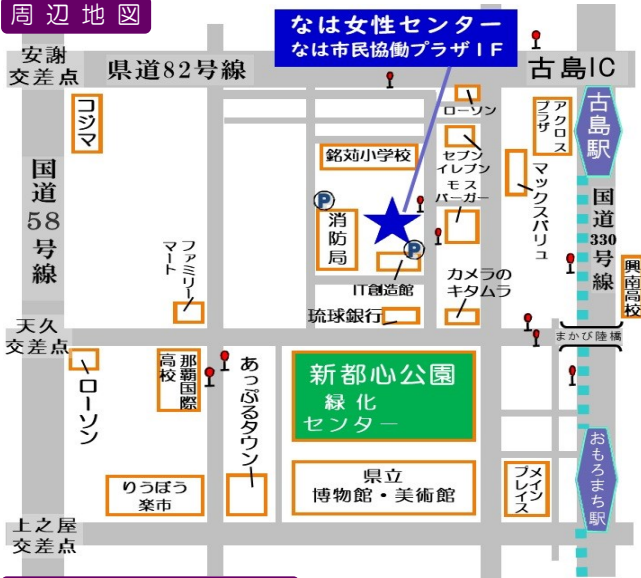 周辺地図
なは女性センター
なは市民協働プラザ1F
安謝
交差点
県道82号線
古島IC
コジマ
ローソン
アクロス
プラザ
古島駅
銘苅小学校
セブン
イレブン
モス
バーガー
マックスバリュ
国道58号線
P
消防局
P
国道330号線
ファミリー
マート
IT創造館
カメラの
キタムラ
興南高校
琉球銀行
天久
交差点
まかび陸橋
ローソン
那覇国際
高校
あっぷるタウン
新都心公園
緑化
センター
おもろまち駅
りうぼう
楽市
県立
博物館・美術館
メイン
プレイス
上之屋
交差点